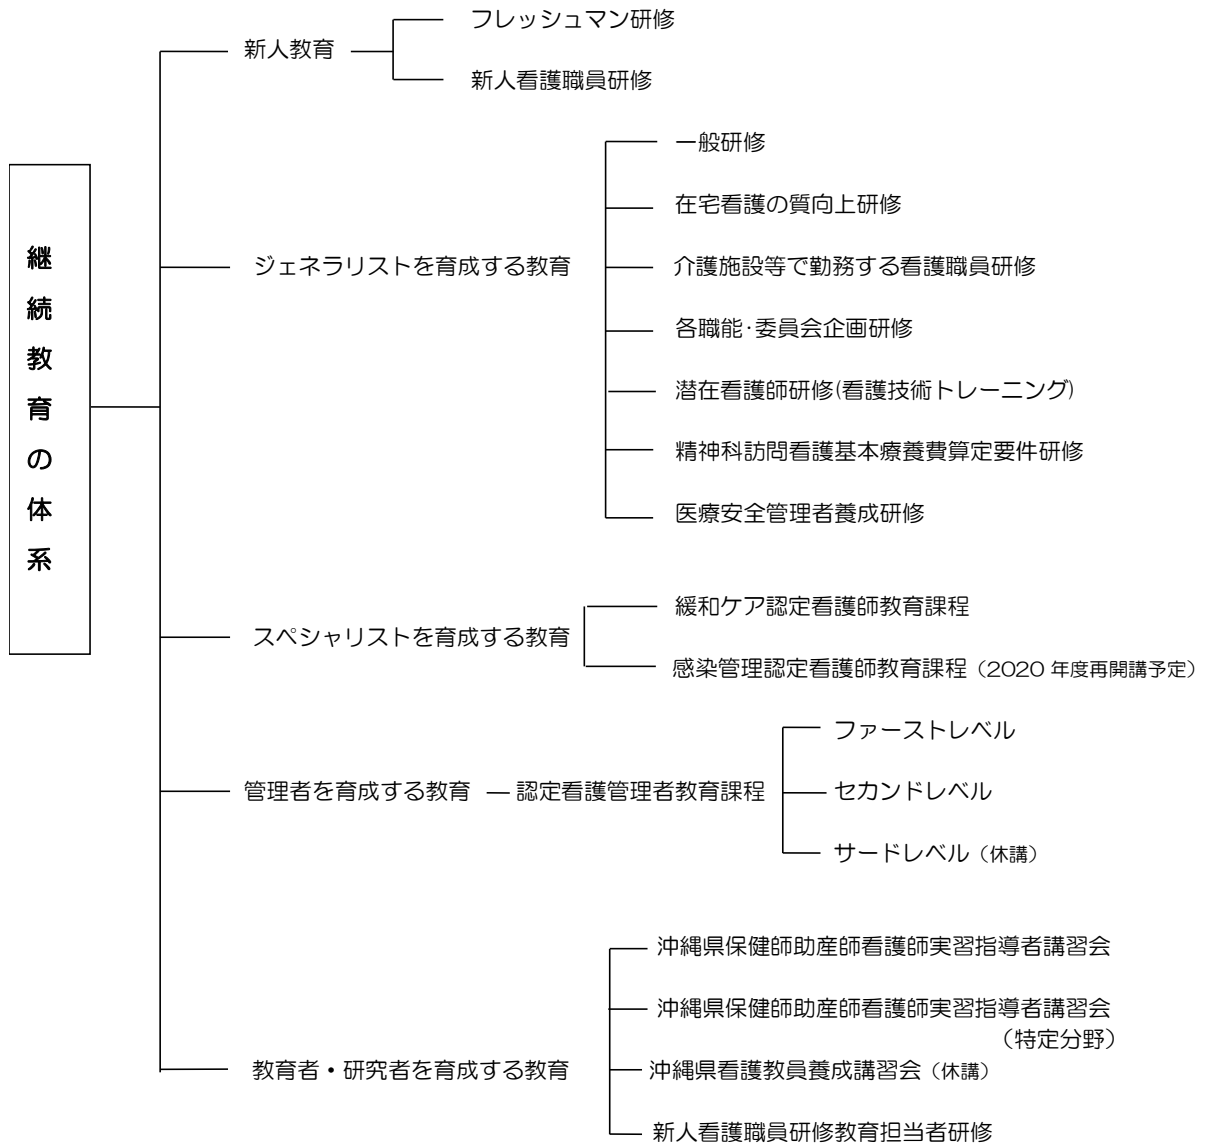 継続教育の体系
新人教育
フレッシュマン研修
新人看護職員研修
ジェネラリストを育成する教育
一般研修
在宅看護の質向上研修
介護施設等で勤務する看護職員研修
各職能・委員会企画研修
潜在看護師研修(看護技術トレーニング)
精神科訪問看護基本療養費算定要件研修
医療安全管理者養成研修
スペシャリストを育成する教育
緩和ケア認定看護師教育課程
感染管理認定看護師教育課程（2020 年度再開講予定）
管理者を育成する教育
認定看護管理者教育課程
ファーストレベル
セカンドレベル
サードレベル（休講）
教育者・研究者を育成する教育
沖縄県保健師助産師看護師実習指導者講習会
沖縄県保健師助産師看護師実習指導者講習会
（特定分野）
沖縄県看護教員養成講習会（休講）
新人看護職員研修教育担当者研修